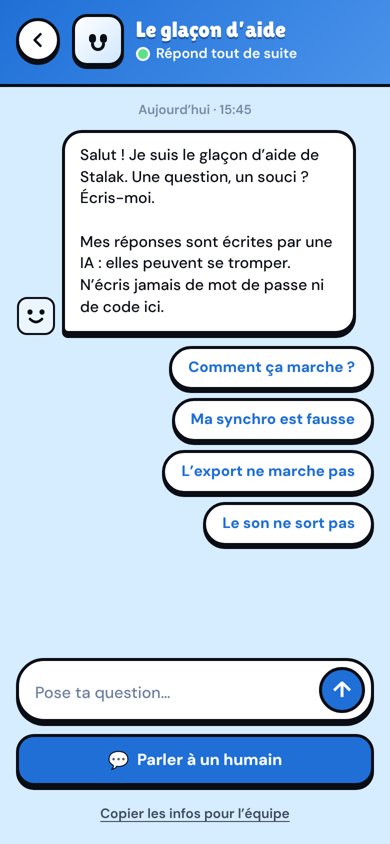 Le glaçon d'aide
Répond tout de suite
Aujourd'hui · 15:45
Salut ! Je suis le glaçon d'aide de
Stalak. Une question, un souci ?
Écris-moi.
Mes réponses sont écrites par une
IA : elles peuvent se tromper.
N'écris jamais de mot de passe ni
de code ici.
Comment ça marche ?
Ma synchro est fausse
L'export ne marche pas
Le son ne sort pas
Pose ta question…
💬 Parler à un humain
Copier les infos pour l'équipe